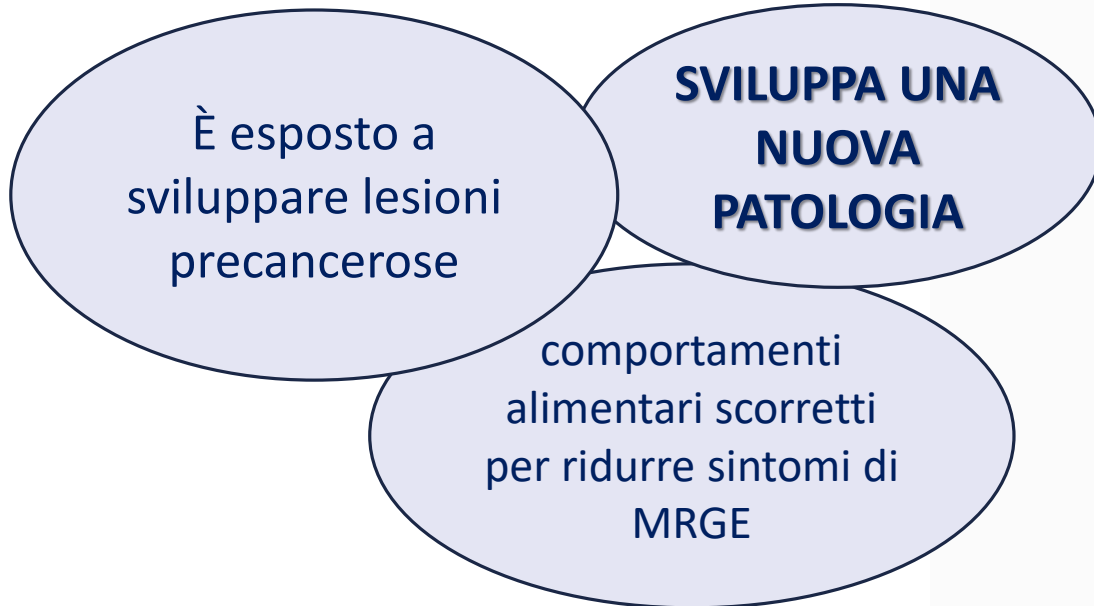 È esposto a
sviluppare lesioni
precancerose
SVILUPPA UNA
NUOVA
PATOLOGIA
comportamenti
alimentari scorretti
per ridurre sintomi di
MRGE